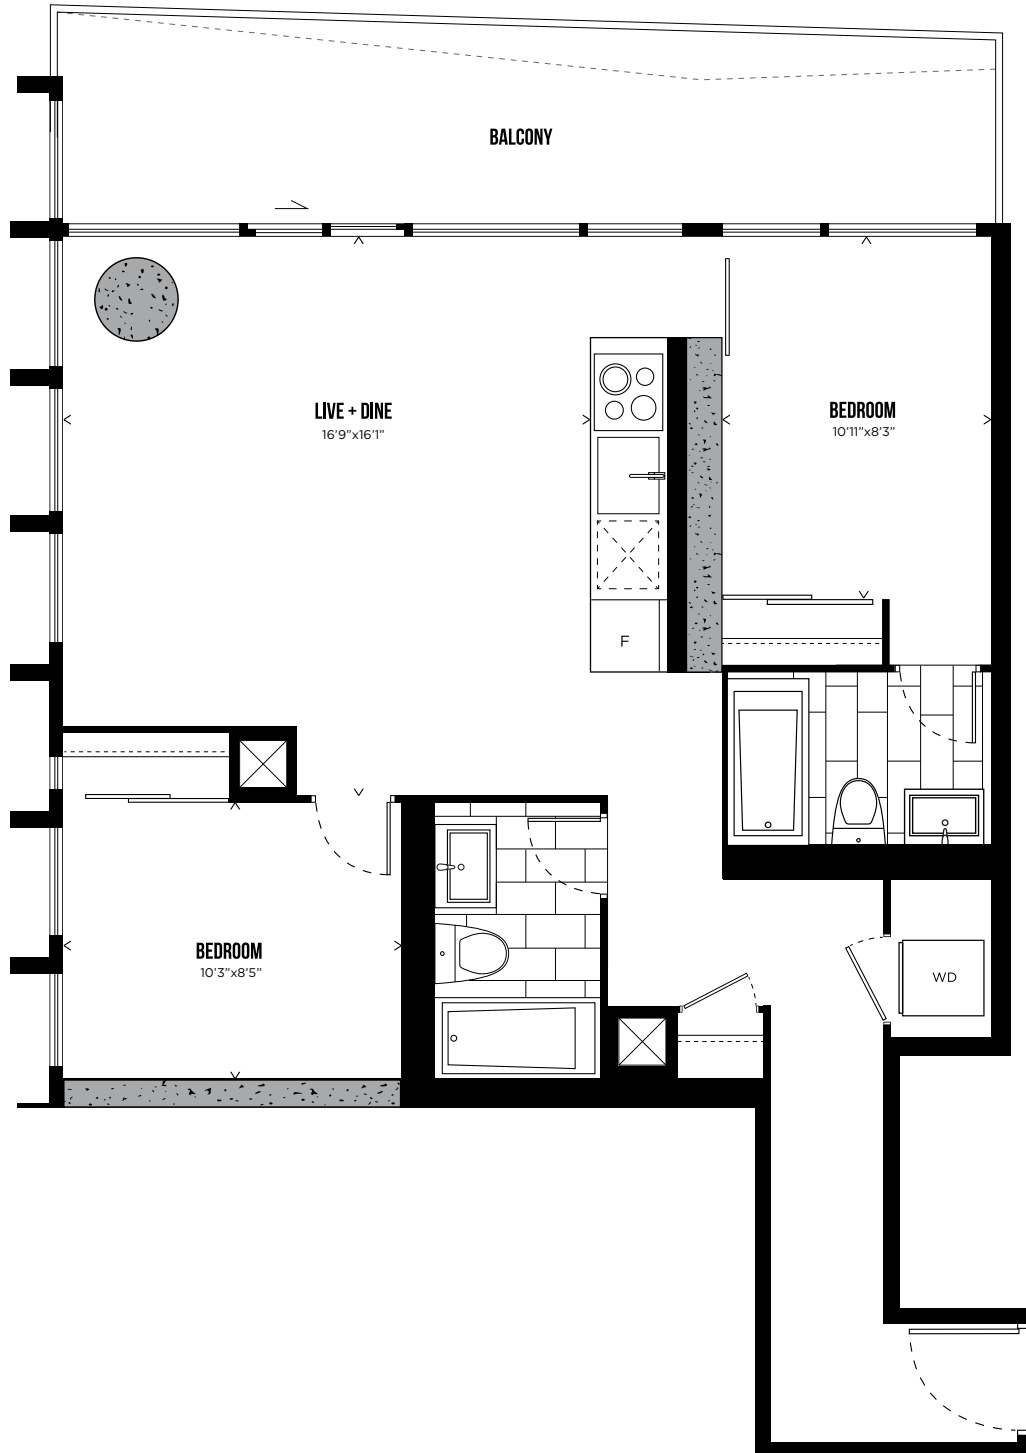 BALCONY
LIVE + DINE
16'9"x16'1"
BEDROOM
10'11"x8'3"
F
BEDROOM
10'3"x8'5"
WD